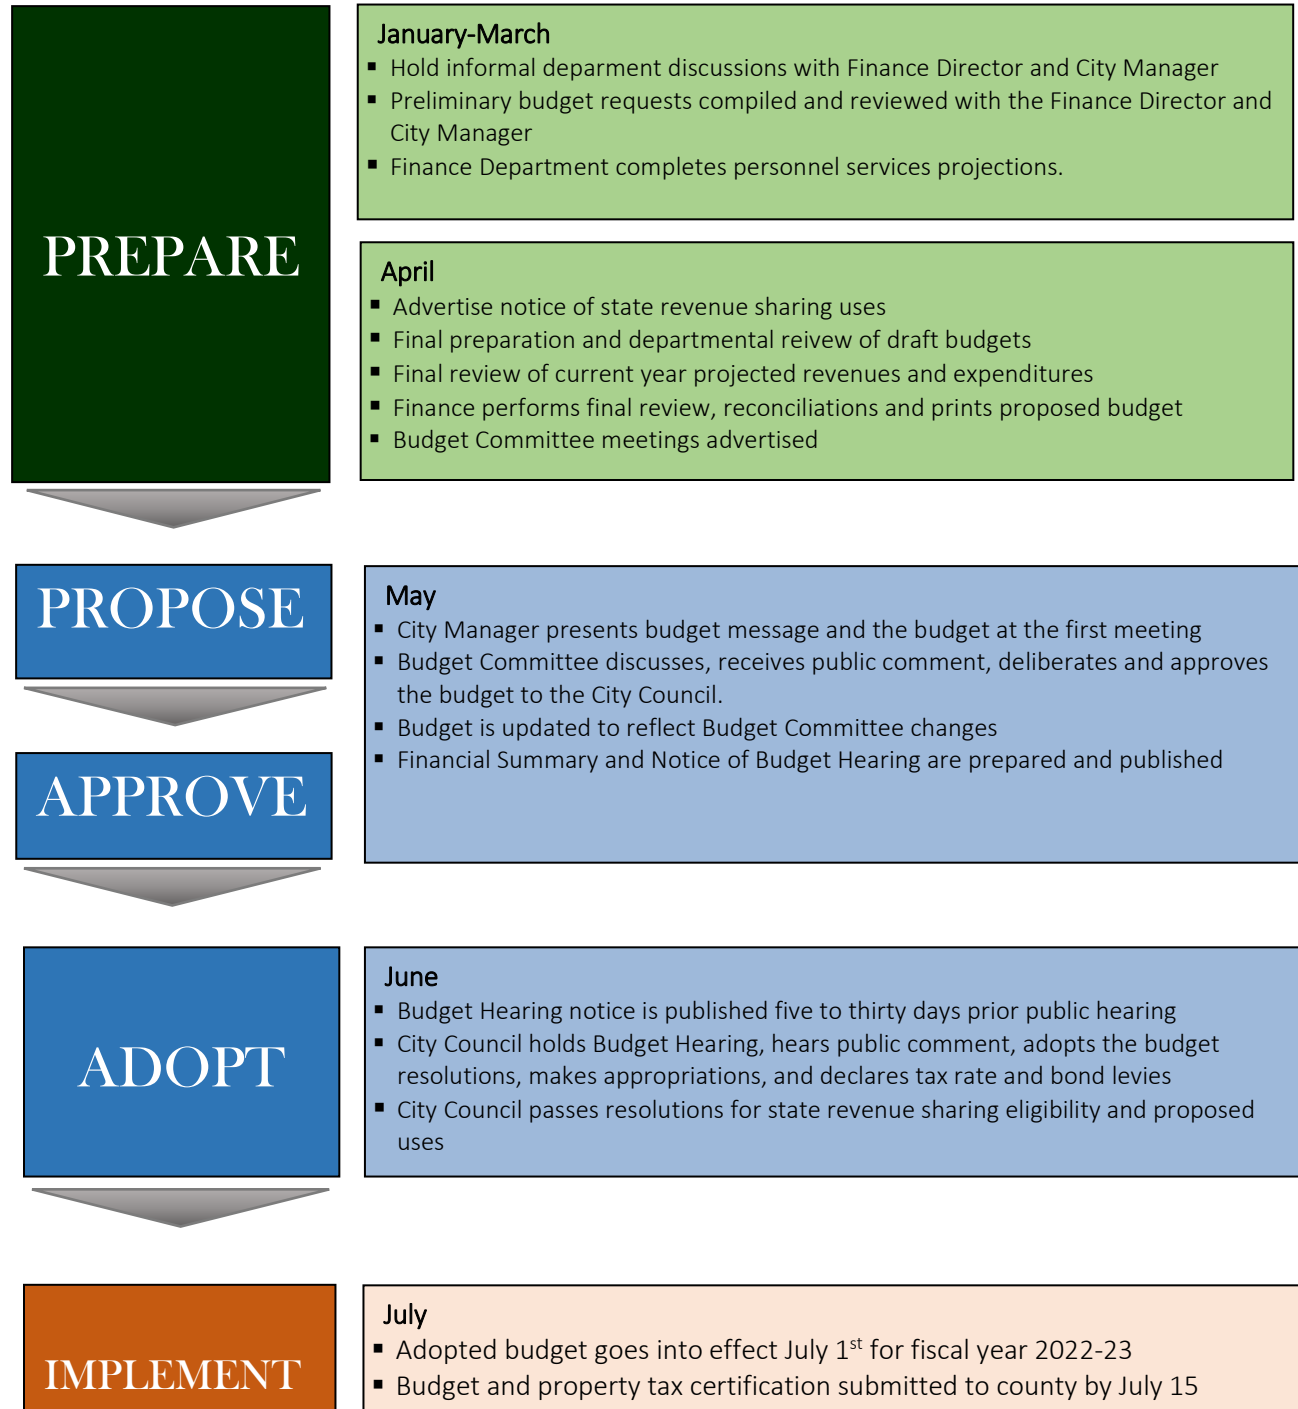 PREPARE
January-March
▪ Hold informal deparment discussions with Finance Director and City Manager
▪ Preliminary budget requests compiled and reviewed with the Finance Director and
City Manager
▪ Finance Department completes personnel services projections.
April
▪ Advertise notice of state revenue sharing uses
▪ Final preparation and departmental reivew of draft budgets
▪ Final review of current year projected revenues and expenditures
▪ Finance performs final review, reconciliations and prints proposed budget
▪ Budget Committee meetings advertised
PROPOSE
APPROVE
May
▪ City Manager presents budget message and the budget at the first meeting
▪ Budget Committee discusses, receives public comment, deliberates and approves
the budget to the City Council.
▪ Budget is updated to reflect Budget Committee changes
▪ Financial Summary and Notice of Budget Hearing are prepared and published
ADOPT
June
▪ Budget Hearing notice is published five to thirty days prior public hearing
▪ City Council holds Budget Hearing, hears public comment, adopts the budget
resolutions, makes appropriations, and declares tax rate and bond levies
▪ City Council passes resolutions for state revenue sharing eligibility and proposed
uses
IMPLEMENT
July
▪ Adopted budget goes into effect July 1st for fiscal year 2022-23
▪ Budget and property tax certification submitted to county by July 15